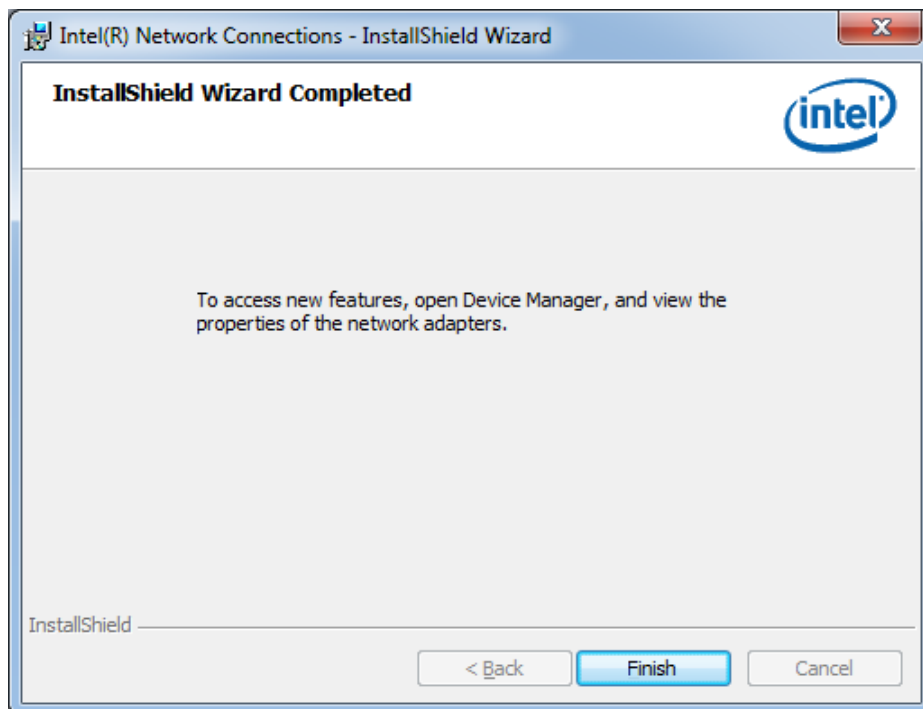 Intel(R) Network Connections - InstallShield Wizard
x
InstallShield Wizard Completed
intel
To access new features, open Device Manager, and view the
properties of the network adapters.
InstallShield
< Back
Finish
Cancel